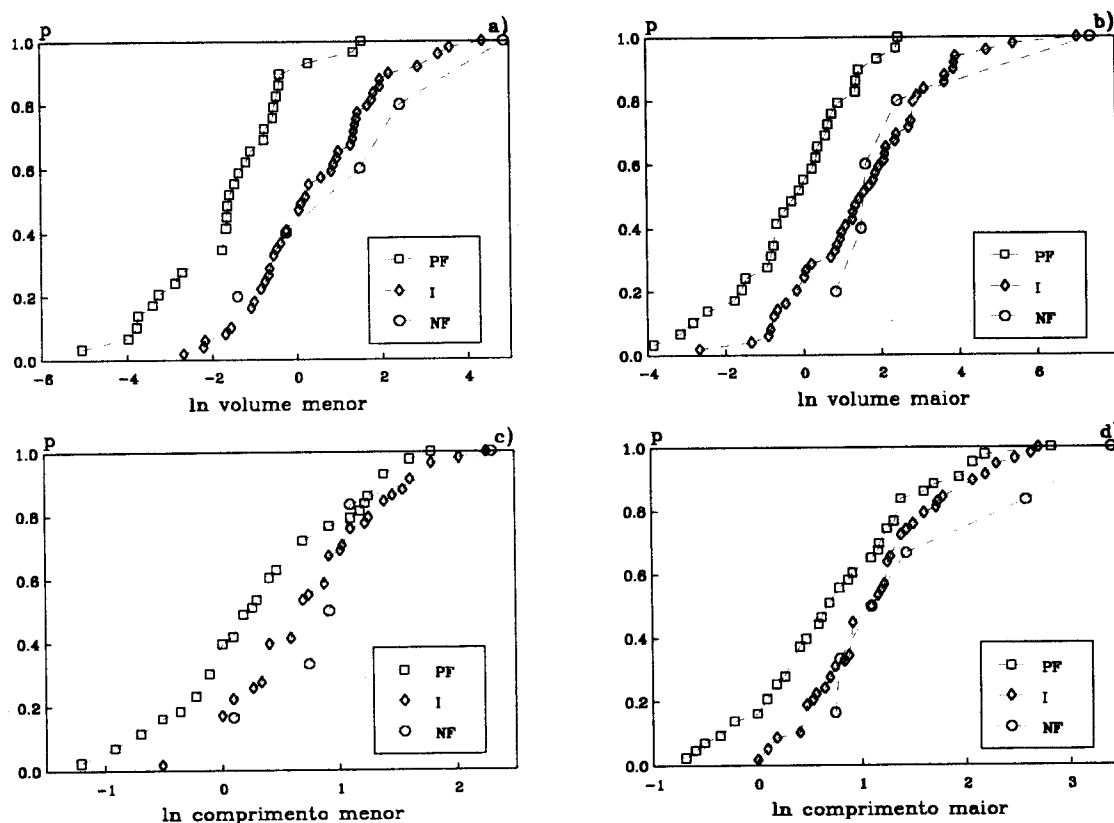 p
a)
1.0
0.8
0.6
0.4
0.2
0.0
PF
I
NF
-6 -4 -2 0 2 4
ln volume menor
p
b)
1.0
0.8
0.6
0.4
0.2
0.0
PF
I
NF
-4 -2 0 2 4 6
ln volume maior
p
c)
1.0
0.8
0.6
0.4
0.2
0.0
PF
I
NF
-1 0 1 2
ln comprimento menor
p
d)
1.0
0.8
0.6
0.4
0.2
0.0
PF
I
NF
-1 0 1 2 3
ln comprimento maior